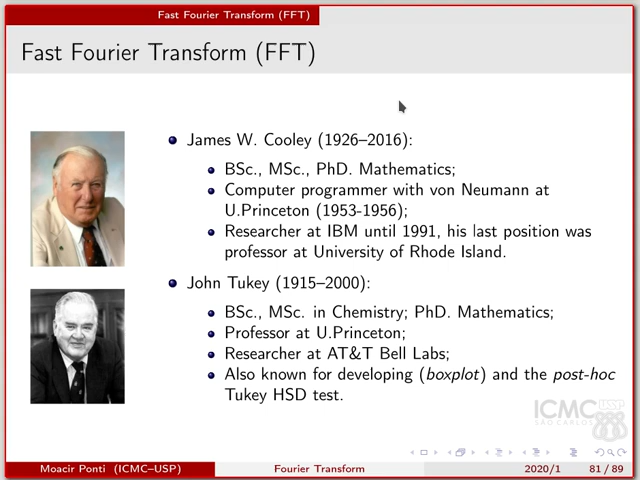 Fast Fourier Transform (FFT)
Fast Fourier Transform (FFT)
James W. Cooley (1926–2016):
BSc., MSc., PhD. Mathematics;
Computer programmer with von Neumann at
U.Princeton (1953-1956);
Researcher at IBM until 1991, his last position was
professor at University of Rhode Island.
John Tukey (1915–2000):
BSc., MSc. in Chemistry; PhD. Mathematics;
Professor at U.Princeton;
Researcher at AT&T Bell Labs;
Also known for developing (boxplot) and the post-hoc
Tukey HSD test.
ICMC USP
SÃO CARLOS
Moacir Ponti (ICMC–USP) Fourier Transform 2020/1 81 / 89